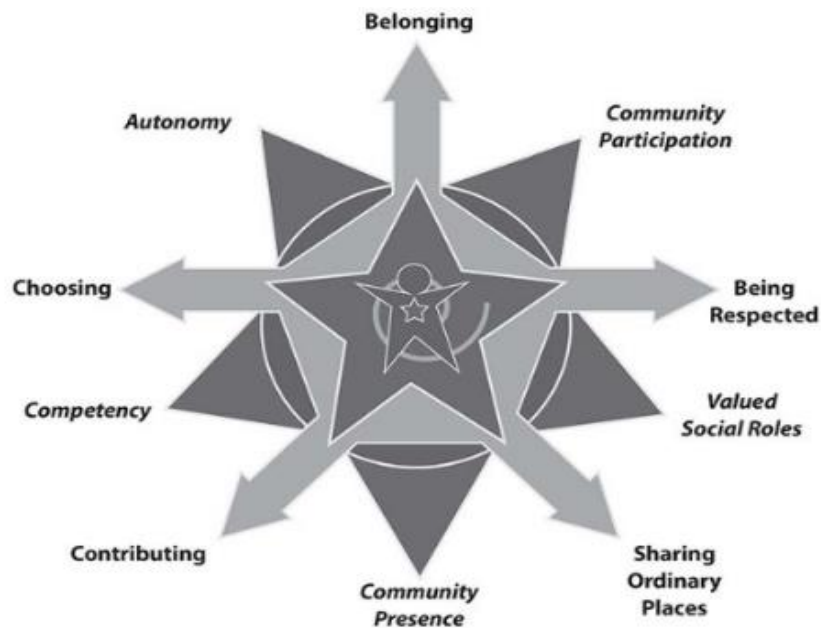 Belonging
Autonomy
Community
Participation
Choosing
Being
Respected
Competency
Valued
Social Roles
Contributing
Sharing
Ordinary
Places
Community
Presence